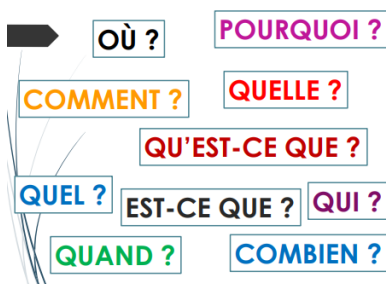 OÙ ?
POURQUOI ?
COMMENT ?
QUELLE ?
QU'EST-CE QUE ?
QUEL ?
EST-CE QUE ?
QUI ?
QUAND ?
COMBIEN ?